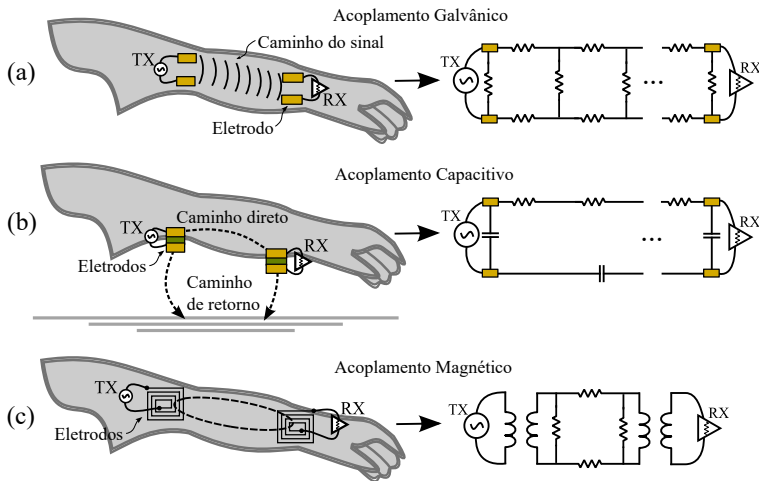 Acoplamento Galvânico
(a)
TX
Caminho do sinal
RX
Eletrodo
TX
RX
...
Acoplamento Capacitivo
(b)
TX
Caminho direto
RX
Eletrodos
Caminho
de retorno
TX
RX
...
Acoplamento Magnético
(c)
TX
RX
Eletrodos
TX
RX